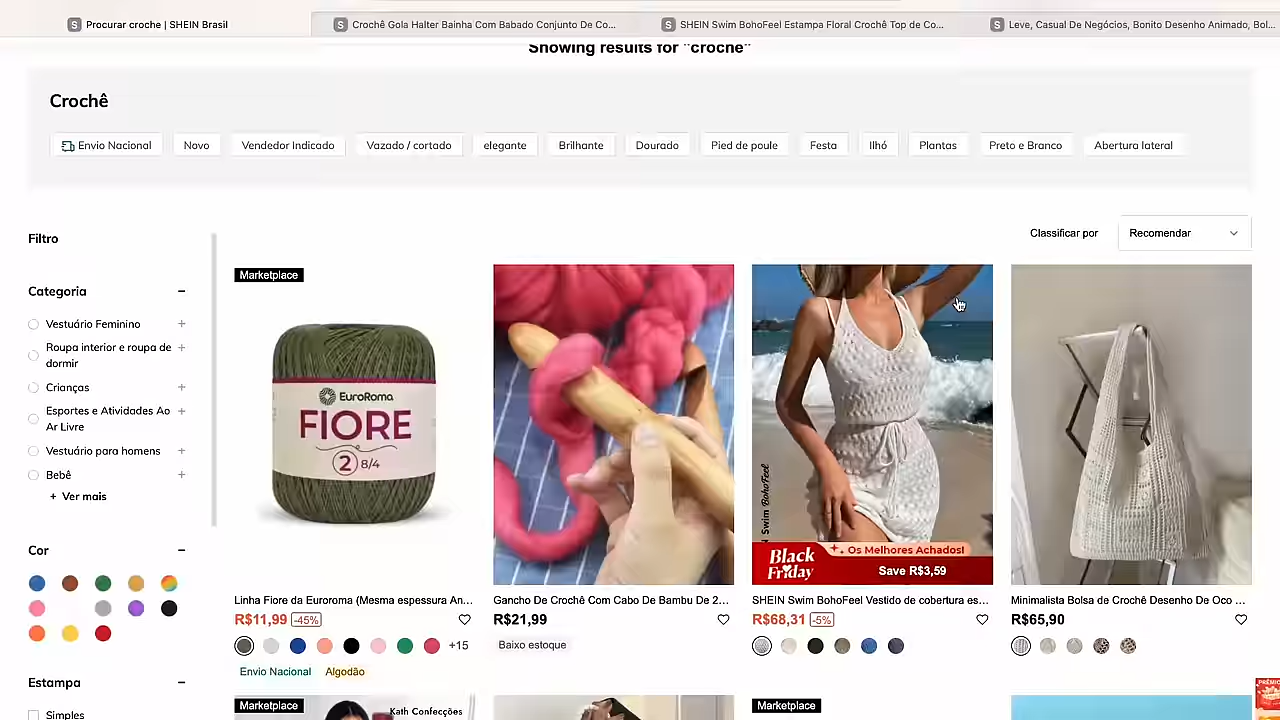 Procurar croche | SHEIN Brasil
Crochê Gola Halter Bainha Com Babado Conjunto De Co...
SHEIN Swim BohoFeel Estampa Floral Crochê Top de Co...
Leve, Casual De Negócios, Bonito Desenho Animado, Bol...
Showing results for "croche"
Crochê
Envio Nacional
Novo
Vendedor Indicado
Vazado / cortado
elegante
Brilhante
Dourado
Pied de poule
Festa
Ilhó
Plantas
Preto e Branco
Abertura lateral
Classificar por
Recomendar
Filtro
Categoria
Vestuário Feminino
Roupa interior e roupa de
dormir
Crianças
Esportes e Atividades Ao
Ar Livre
Vestuário para homens
Bebê
+ Ver mais
Cor
Estampa
Simples
Marketplace
EuroRoma
FIORE
2 8/4
Linha Fiore da Euroroma (Mesma espessura An...
R$11,99 -45%
+15
Envio Nacional
Algodão
Gancho De Crochê Com Cabo De Bambu De 2...
R$21,99
Baixo estoque
Swim BohoFeel
Black
Friday
Os Melhores Achados!
Save R$3,59
SHEIN Swim BohoFeel Vestido de cobertura es...
R$68,31 -5%
Minimalista Bolsa de Crochê Desenho De Oco ...
R$65,90
Marketplace
Kath Confecções
Marketplace
PRÊMIO